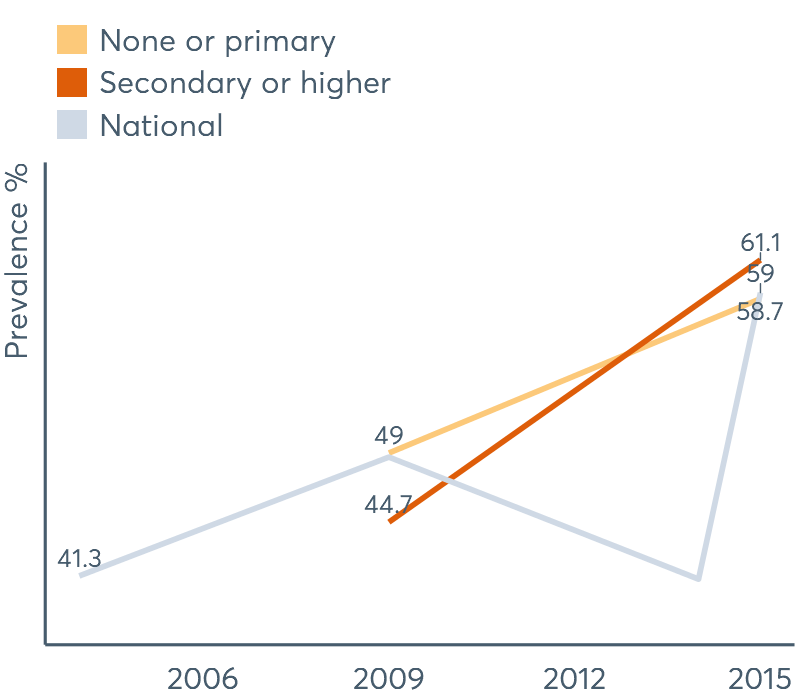 None or primary
Secondary or higher
National
Prevalence %
61.1
59
58.7
49
44.7
41.3
2006 2009 2012 2015